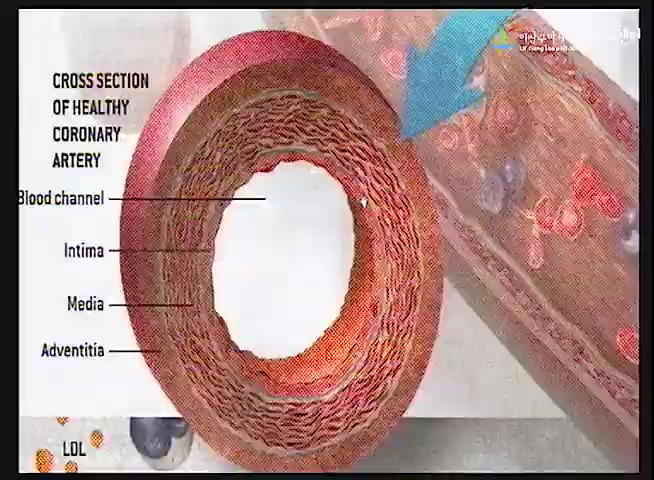 CROSS SECTION
OF HEALTHY
CORONARY
ARTERY
Blood channel
Intima
Media
Adventitia
LDL